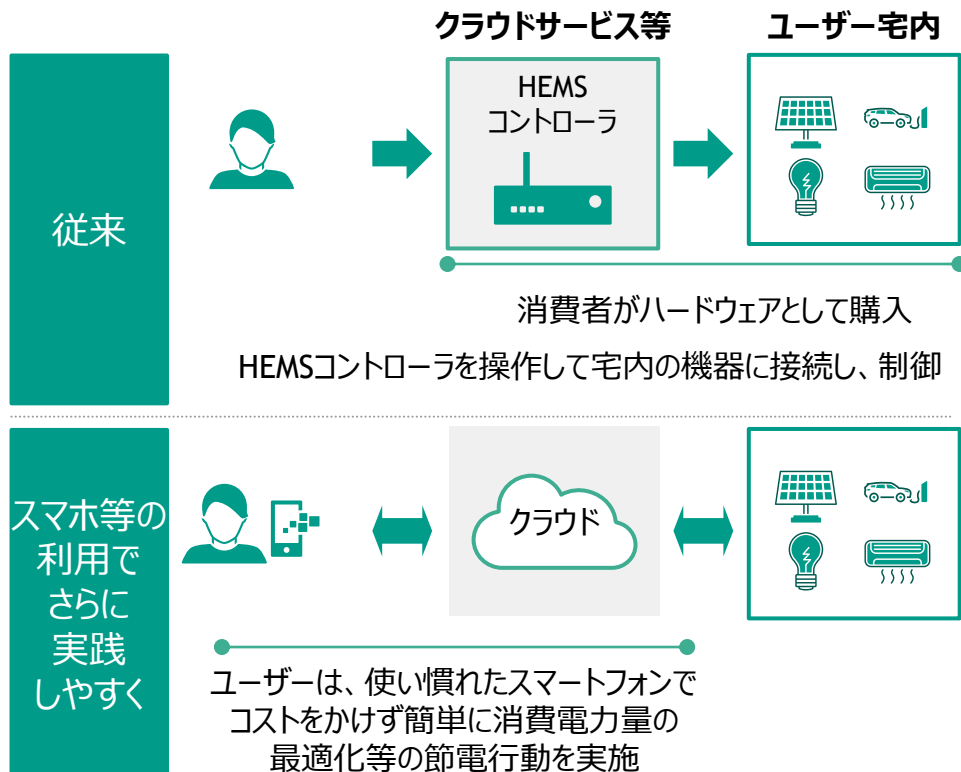 クラウドサービス等
ユーザー宅内
従来
HEMS
コントローラ
消費者がハードウェアとして購入
HEMSコントローラを操作して宅内の機器に接続し、制御
スマホ等の
利用で
さらに
実践
しやすく
クラウド
ユーザーは、使い慣れたスマートフォンで
コストをかけず簡単に消費電力量の
最適化等の節電行動を実施